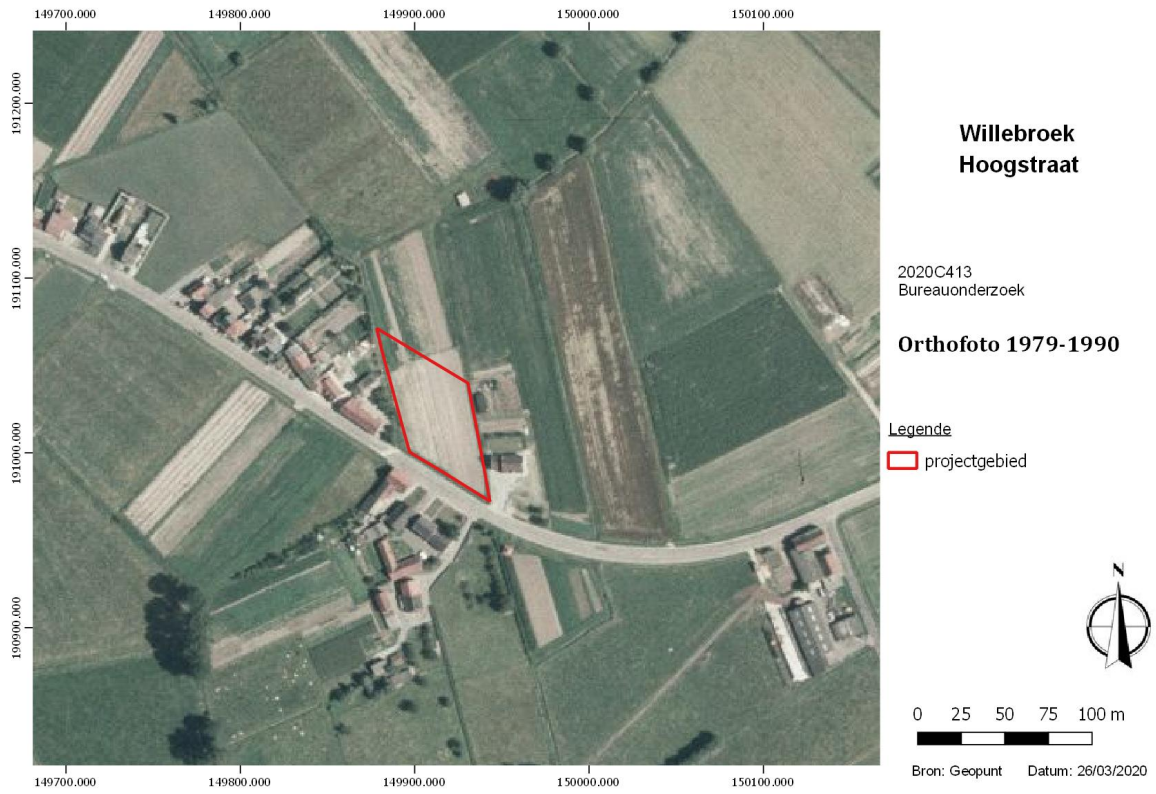 149700.000 149800.000 149900.000 150000.000 150100.000
191200.000
191100.000
191000.000
190900.000
149700.000 149800.000 149900.000 150000.000 150100.000
Willebroek
Hoogstraat
2020C413
Bureauonderzoek
Orthofoto 1979-1990
Legende
projectgebied
N
0 25 50 75 100 m
Bron: Geopunt Datum: 26/03/2020